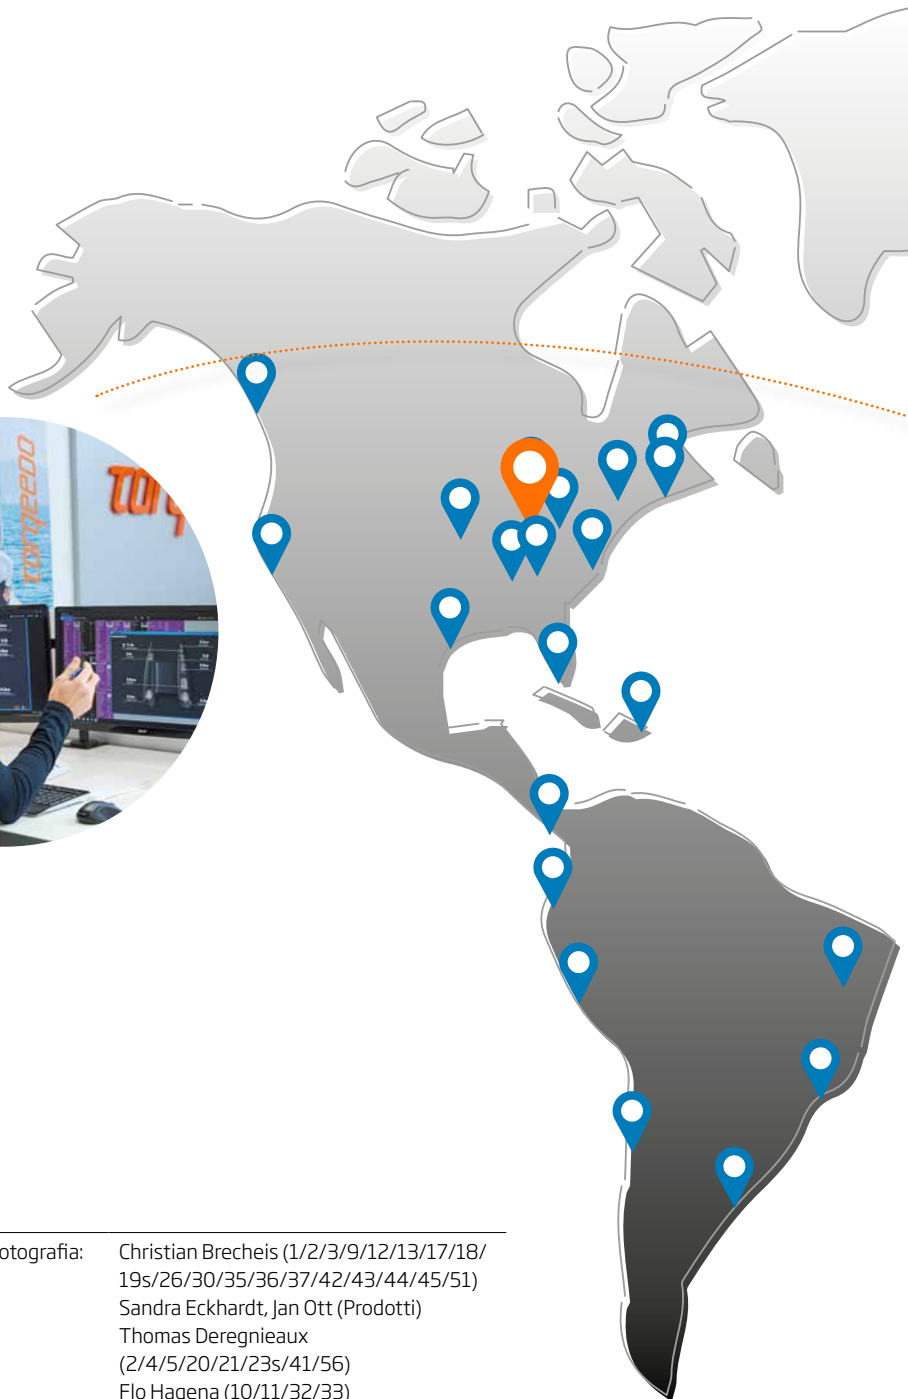 torqeedo
otografia:
Christian Brecheis (1/2/3/9/12/13/17/18/
19s/26/30/35/36/37/42/43/44/45/51)
Sandra Eckhardt, Jan Ott (Prodotti)
Thomas Deregnieaux
(2/4/5/20/21/23s/41/56)
Flo Hagena (10/11/32/33)